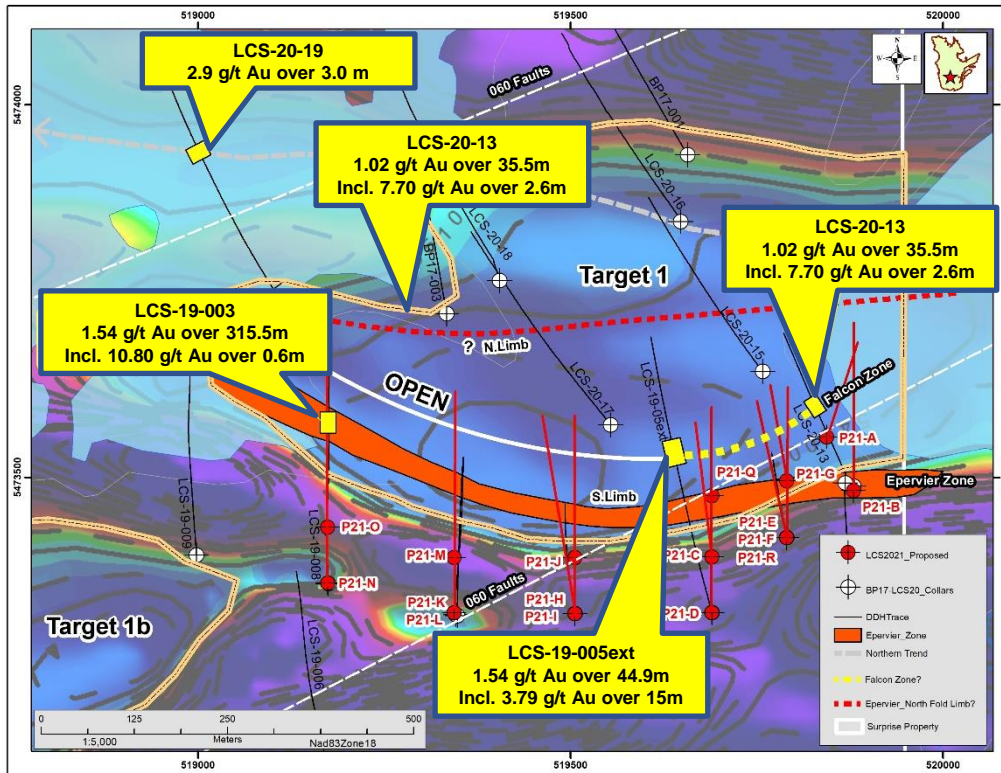 519000
519500
520000
LCS-20-19
2.9 g/t Au over 3.0 m
060 Faults
BP17-001
N
W
E
S
5474000
LCS-20-13
1.02 g/t Au over 35.5m
Incl. 7.70 g/t Au over 2.6m
LCS-20-16
LCS-20-18
BP17-003
Target 1
LCS-20-13
1.02 g/t Au over 35.5m
Incl. 7.70 g/t Au over 2.6m
LCS-19-003
1.54 g/t Au over 315.5m
Incl. 10.80 g/t Au over 0.6m
? N.Limb
OPEN
LCS-20-15
LCS-20-17
LCS-19-05ext
Falcon Zone
LCS-20-13
P21-A
5473500
S.Limb
P21-Q
P21-G
Epervier Zone
P21-B
LCS-19-009
LCS-19-008
P21-O
P21-E
P21-F
P21-R
P21-M
P21-J
P21-C
P21-N
P21-K
P21-L
060 Faults
P21-H
P21-I
P21-D
LCS-19-006
Target 1b
LCS-19-005ext
1.54 g/t Au over 44.9m
Incl. 3.79 g/t Au over 15m
LCS2021_Proposed
BP17 LCS20_Collars
DDHTrace
Epervier_Zone
Northern Trend
Falcon Zone?
Epervier_North Fold Limb?
Surprise Property
0 125 250 500
Meters
1:5,000 Nad83Zone18
519000
519500
520000